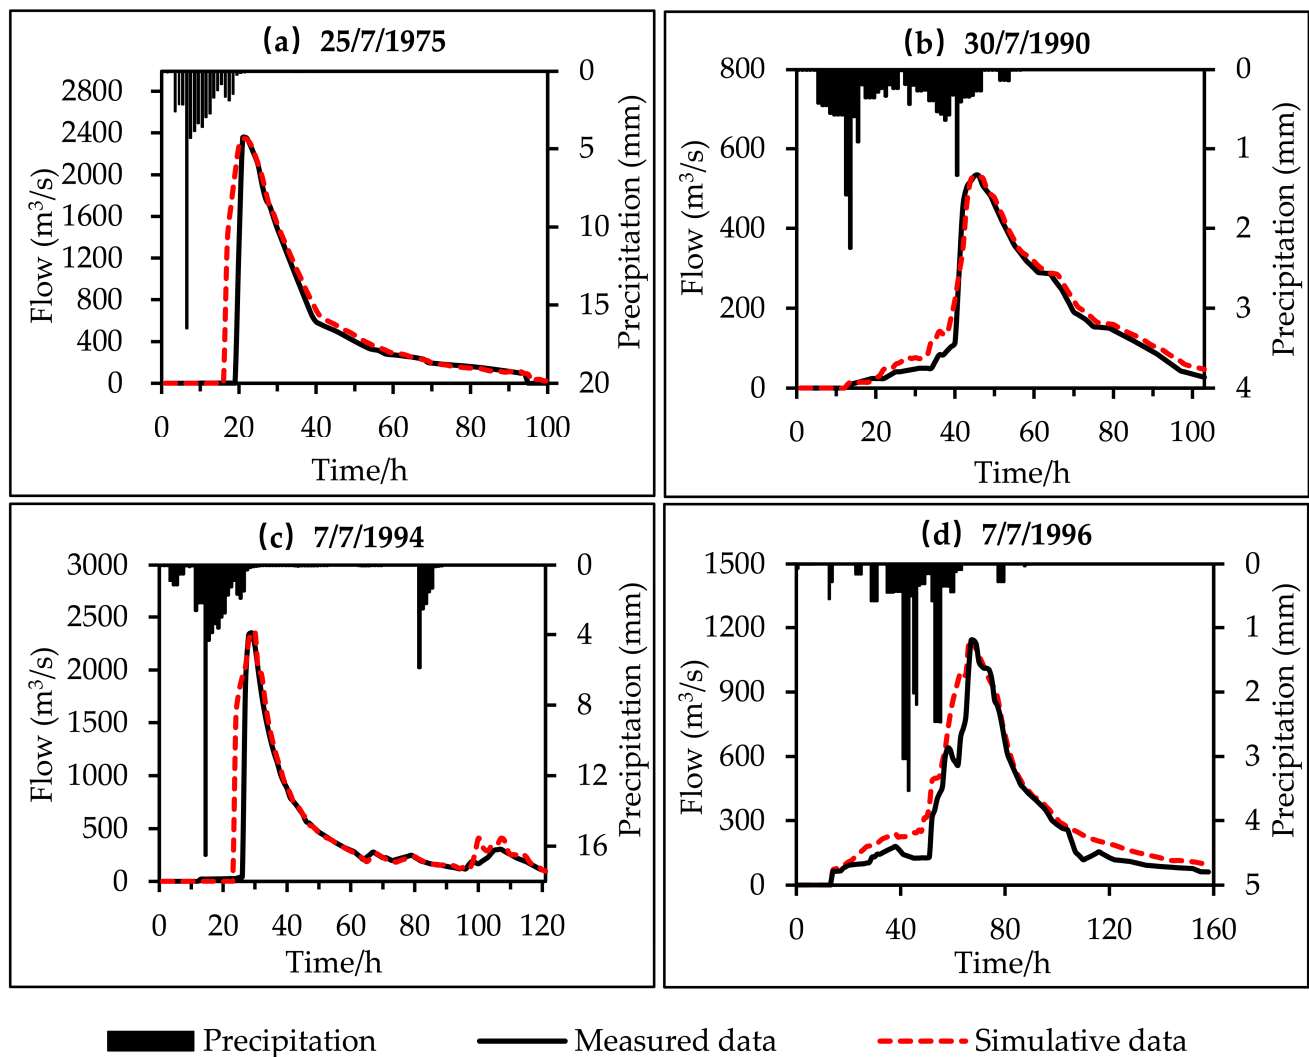 (a) 25/7/1975
2800
2400
2000
1600
1200
800
400
0
Flow (m³/s)
0
5
10
15
20
Precipitation (mm)
0 20 40 60 80 100
Time/h
(b) 30/7/1990
800
600
400
200
0
Flow (m³/s)
0
1
2
3
4
Precipitation (mm)
0 20 40 60 80 100
Time/h
(c) 7/7/1994
3000
2500
2000
1500
1000
500
0
Flow (m³/s)
0
4
8
12
16
Precipitation (mm)
0 20 40 60 80 100 120
Time/h
(d) 7/7/1996
1500
1200
900
600
300
0
Flow (m³/s)
0
1
2
3
4
5
Precipitation (mm)
0 40 80 120 160
Time/h
Precipitation Measured data Simulative data